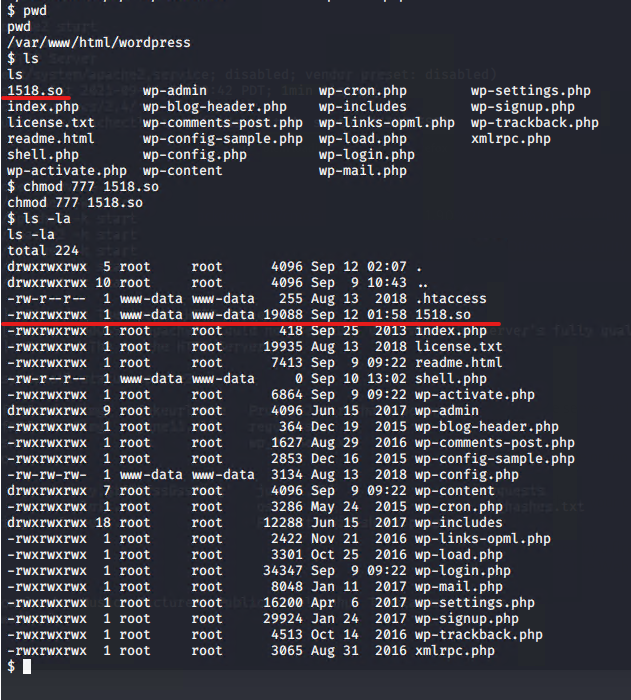 $ pwd
pwd
/var/www/html/wordpress
$ ls
ls
1518.so wp-admin wp-cron.php wp-settings.php
index.php wp-blog-header.php wp-includes wp-signup.php
license.txt wp-comments-post.php wp-links-opml.php wp-trackback.php
readme.html wp-config-sample.php wp-load.php xmlrpc.php
shell.php wp-config.php wp-login.php
wp-activate.php wp-content wp-mail.php
$ chmod 777 1518.so
chmod 777 1518.so
$ ls -la
ls -la
total 224
drwxrwxrwx 5 root root 4096 Sep 12 02:07 .
drwxrwxrwx 10 root root 4096 Sep 9 10:43 ..
-rw-r--r-- 1 www-data www-data 255 Aug 13 2018 .htaccess
-rwxrwxrwx 1 www-data www-data 19088 Sep 12 01:58 1518.so
-rwxrwxrwx 1 root root 418 Sep 25 2013 index.php
-rwxrwxrwx 1 root root 19935 Aug 13 2018 license.txt
-rwxrwxrwx 1 root root 7413 Sep 9 09:22 readme.html
-rw-r--r-- 1 www-data www-data 0 Sep 10 13:02 shell.php
-rwxrwxrwx 1 root root 6864 Sep 9 09:22 wp-activate.php
drwxrwxrwx 9 root root 4096 Jun 15 2017 wp-admin
-rwxrwxrwx 1 root root 364 Dec 19 2015 wp-blog-header.php
-rwxrwxrwx 1 root root 1627 Aug 29 2016 wp-comments-post.php
-rwxrwxrwx 1 root root 2853 Dec 16 2015 wp-config-sample.php
-rw-rw-rw- 1 www-data www-data 3134 Aug 13 2018 wp-config.php
drwxrwxrwx 7 root root 4096 Sep 9 09:22 wp-content
-rwxrwxrwx 1 root root 3286 May 24 2015 wp-cron.php
drwxrwxrwx 18 root root 12288 Jun 15 2017 wp-includes
-rwxrwxrwx 1 root root 2422 Nov 21 2016 wp-links-opml.php
-rwxrwxrwx 1 root root 3301 Oct 25 2016 wp-load.php
-rwxrwxrwx 1 root root 34347 Sep 9 09:22 wp-login.php
-rwxrwxrwx 1 root root 8048 Jan 11 2017 wp-mail.php
-rwxrwxrwx 1 root root 16200 Apr 6 2017 wp-settings.php
-rwxrwxrwx 1 root root 29924 Jan 24 2017 wp-signup.php
-rwxrwxrwx 1 root root 4513 Oct 14 2016 wp-trackback.php
-rwxrwxrwx 1 root root 3065 Aug 31 2016 xmlrpc.php
$